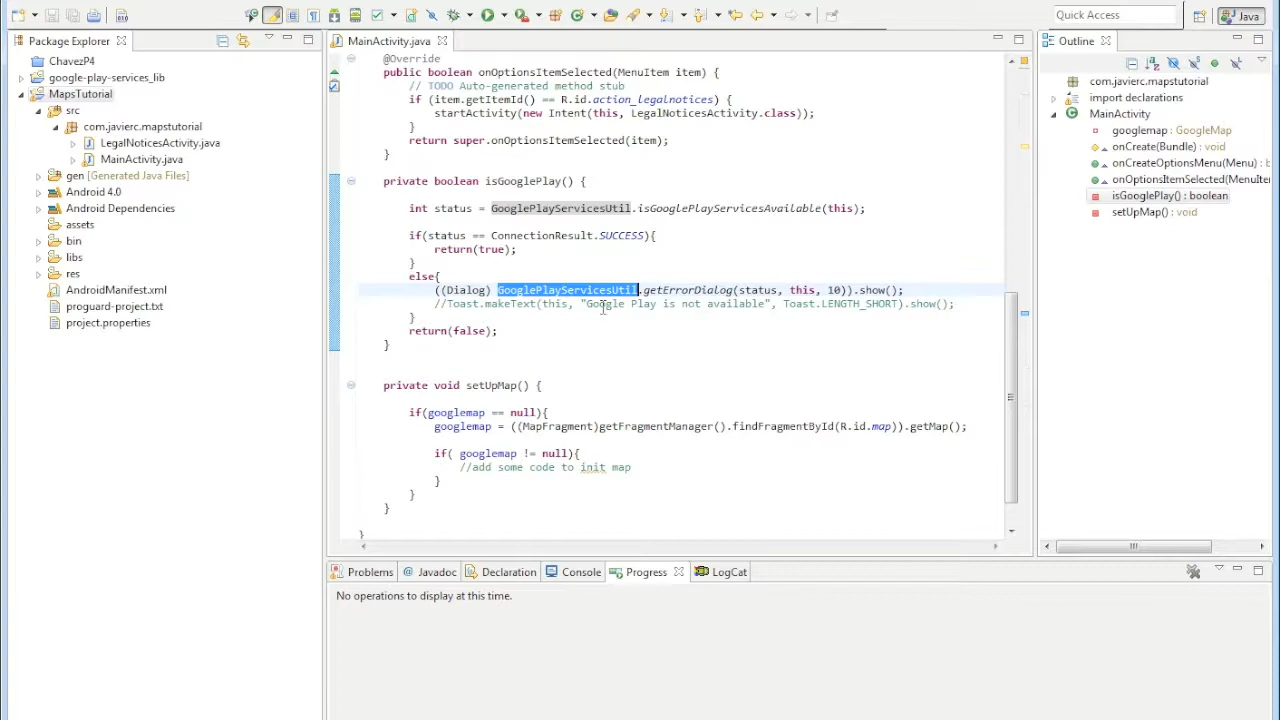 Quick Access
Java
Package Explorer
ChavezP4
google-play-services_lib
MapsTutorial
src
com.javierc.mapstutorial
LegalNoticesActivity.java
MainActivity.java
gen [Generated Java Files]
Android 4.0
Android Dependencies
assets
bin
libs
res
AndroidManifest.xml
proguard-project.txt
project.properties
MainActivity.java
@Override
public boolean onOptionsItemSelected(MenuItem item) {
// TODO Auto-generated method stub
if (item.getItemId() == R.id.action_legalnotices) {
startActivity(new Intent(this, LegalNoticesActivity.class));
}
return super.onOptionsItemSelected(item);
}
private boolean isGooglePlay() {
int status = GooglePlayServicesUtil.isGooglePlayServicesAvailable(this);
if(status == ConnectionResult.SUCCESS){
return(true);
}
else{
((Dialog) GooglePlayServicesUtil.getErrorDialog(status, this, 10)).show();
//Toast.makeText(this, "Google Play is not available", Toast.LENGTH_SHORT).show();
}
return(false);
}
private void setUpMap() {
if(googlemap == null){
googlemap = ((MapFragment)getFragmentManager().findFragmentById(R.id.map)).getMap();
if( googlemap != null){
//add some code to init map
}
}
}
}
Outline
com.javierc.mapstutorial
import declarations
MainActivity
googlemap : GoogleMap
onCreate(Bundle) : void
onCreateOptionsMenu(Menu) : boolean
onOptionsItemSelected(MenuIter
isGooglePlay() : boolean
setUpMap() : void
Problems
@ Javadoc
Declaration
Console
Progress
LogCat
No operations to display at this time.